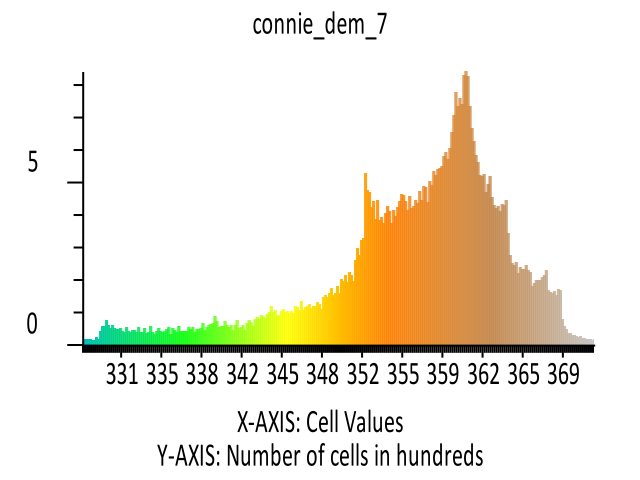 connie_dem_7
5
0
331 335 338 342 345 348 352 355 359 362 365 369
X-AXIS: Cell Values
Y-AXIS: Number of cells in hundreds